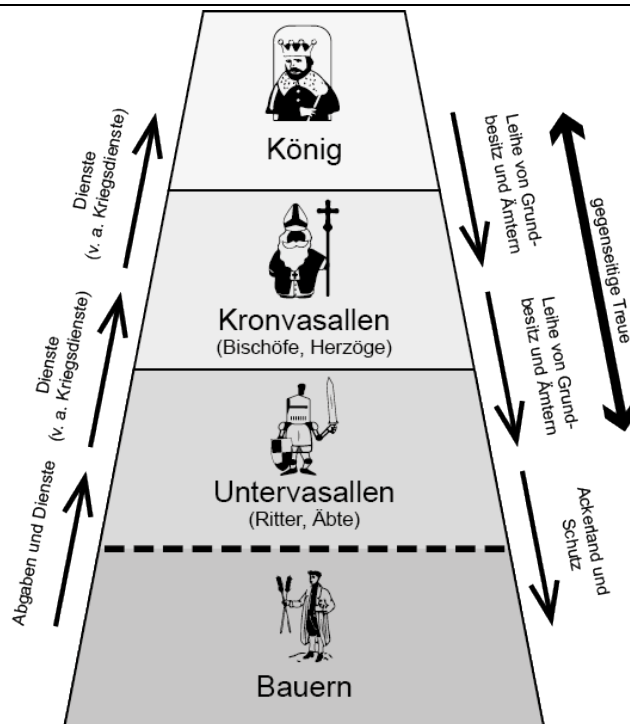 König
Kronvasallen
(Bischöfe, Herzöge)
Untervasallen
(Ritter, Äbte)
Bauern
Dienste
(v. a. Kriegsdienste)
Dienste
(v. a. Kriegsdienste)
Abgaben und Dienste
Leihe von Grund-
besitz und Ämtern
Leihe von Grund-
besitz und Ämtern
Ackerland und
Schutz
gegenseitige Treue